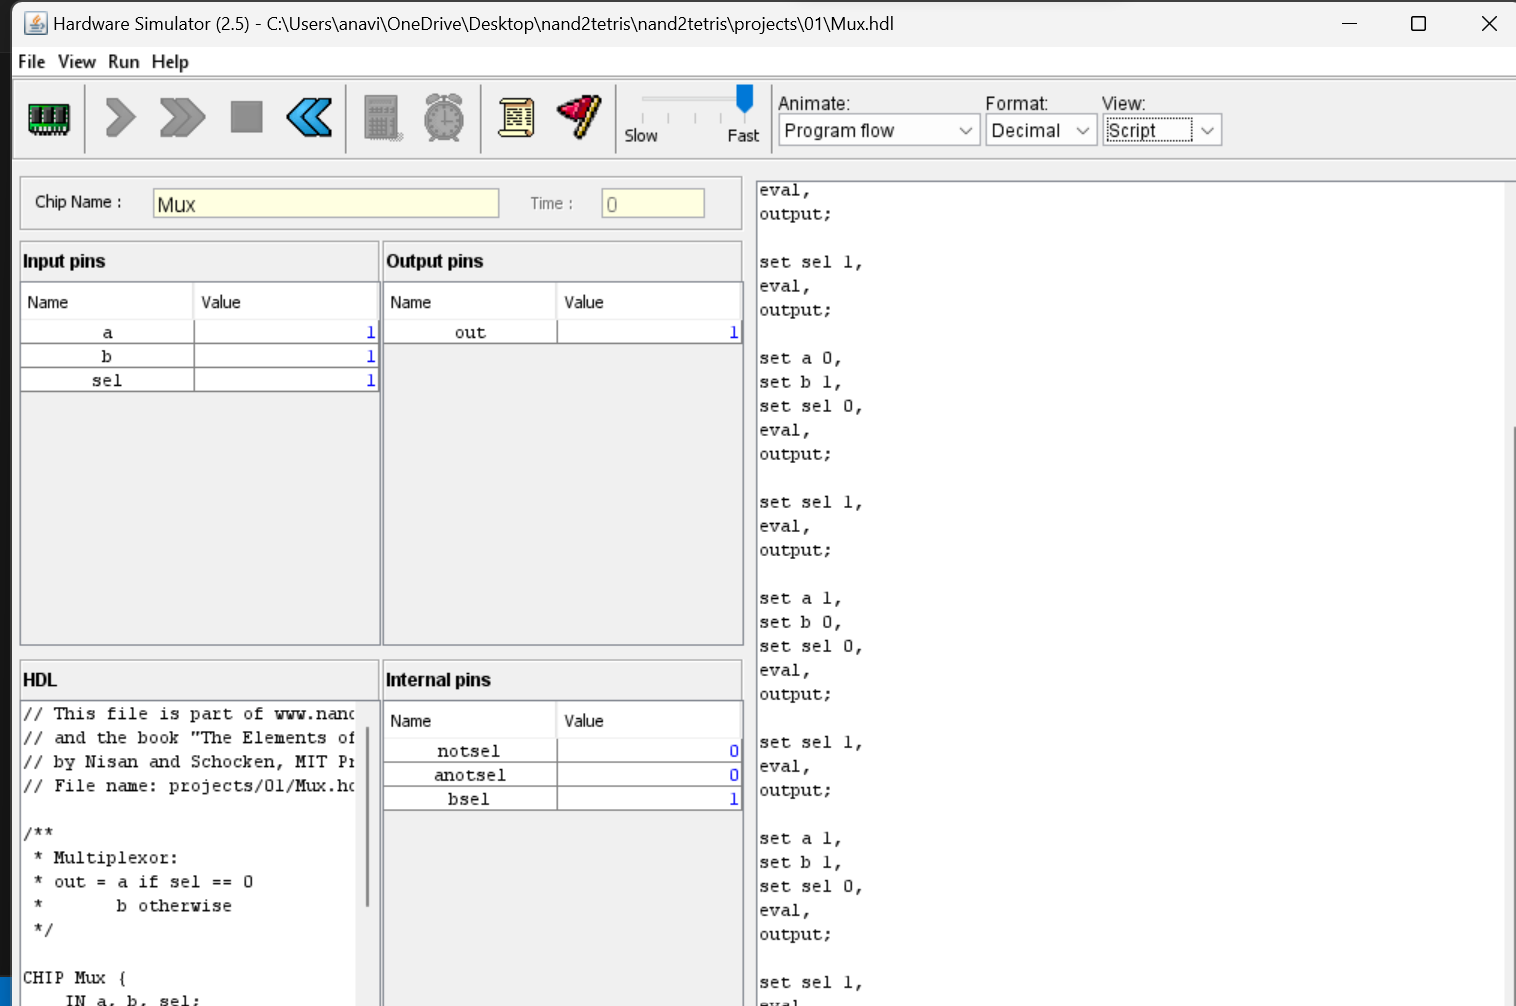 Hardware Simulator (2.5) - C:\Users\anavi\OneDrive\Desktop\nand2tetris\nand2tetris\projects\01\Mux.hdl
File View Run Help
Slow Fast
Animate: Format: View:
Program flow Decimal Script
Chip Name : Mux Time : 0
Input pins
Name Value
a 1
b 1
sel 1
Output pins
Name Value
out 1
HDL
// This file is part of www.nand
// and the book "The Elements of
// by Nisan and Schocken, MIT Pr
// File name: projects/01/Mux.hd
/**
* Multiplexor:
* out = a if sel == 0
* b otherwise
*/
CHIP Mux {
IN a, b, sel;
Internal pins
Name Value
notsel 0
anotsel 0
bsel 1
eval,
output;
set sel 1,
eval,
output;
set a 0,
set b 1,
set sel 0,
eval,
output;
set sel 1,
eval,
output;
set a 1,
set b 0,
set sel 0,
eval,
output;
set sel 1,
eval,
output;
set a 1,
set b 1,
set sel 0,
eval,
output;
set sel 1,
eval,